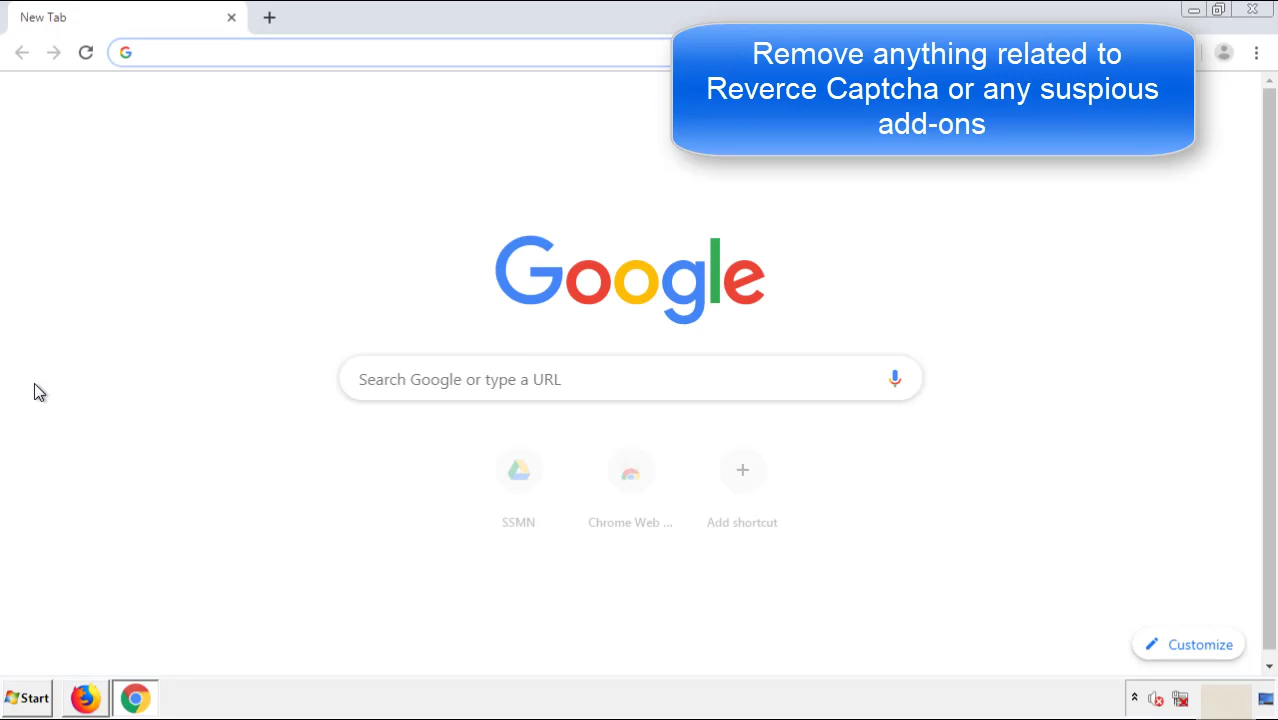 New Tab
Remove anything related to
Reverce Captcha or any suspious
add-ons
Google
Search Google or type a URL
SSMN
Chrome Web ...
Add shortcut
Customize
Start